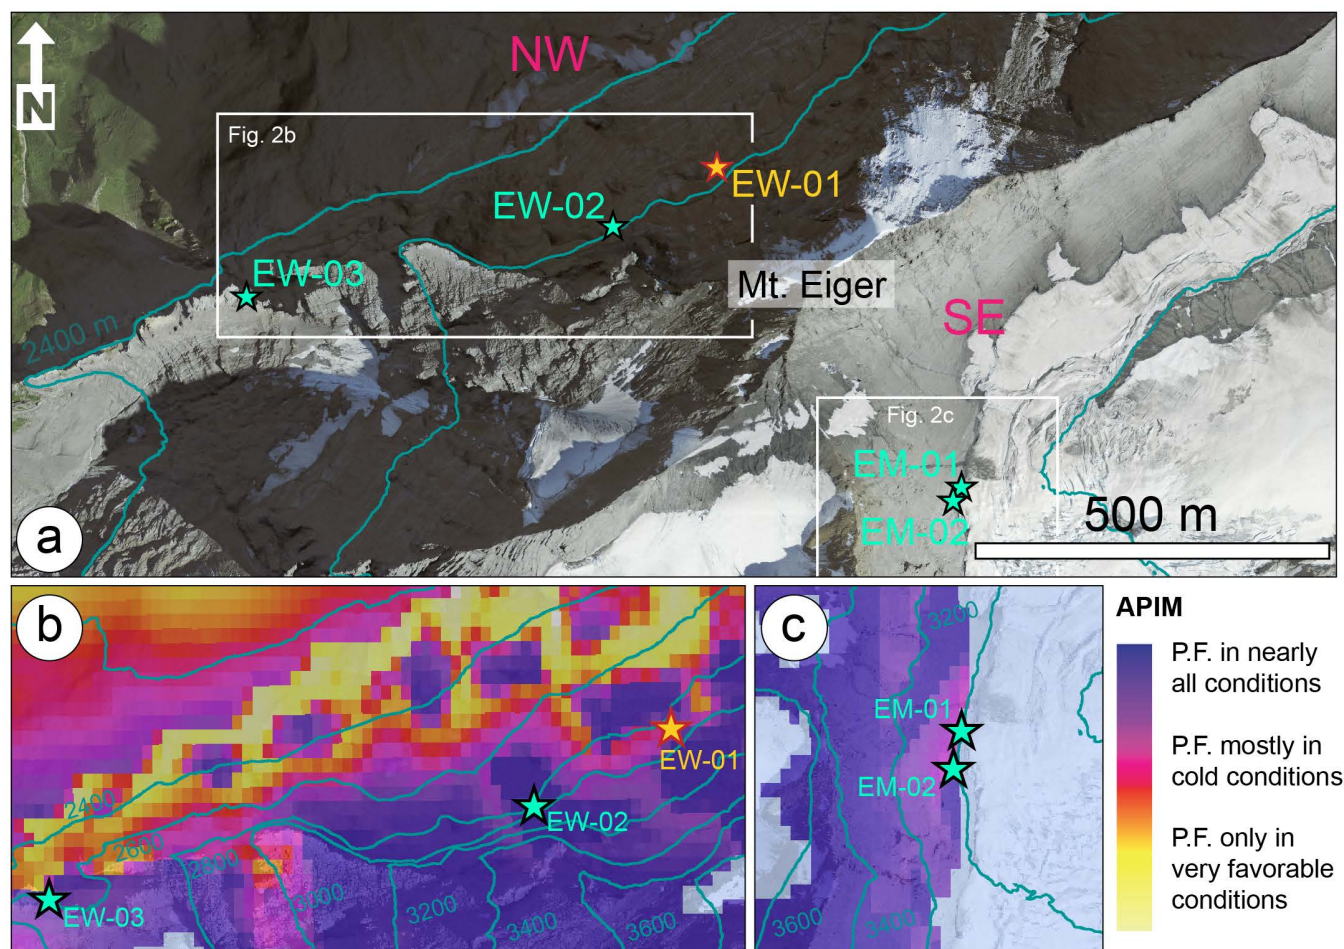 N
NW
Fig. 2b
EW-01
EW-02
EW-03
Mt. Eiger
SE
2400 m
Fig. 2c
EM-01
EM-02
500 m
a
b
2400
2600
2800
3000
3200
3400
3600
EW-01
EW-02
EW-03
c
3200
EM-01
EM-02
3600
3400
APIM
P.F. in nearly
all conditions
P.F. mostly in
cold conditions
P.F. only in
very favorable
conditions